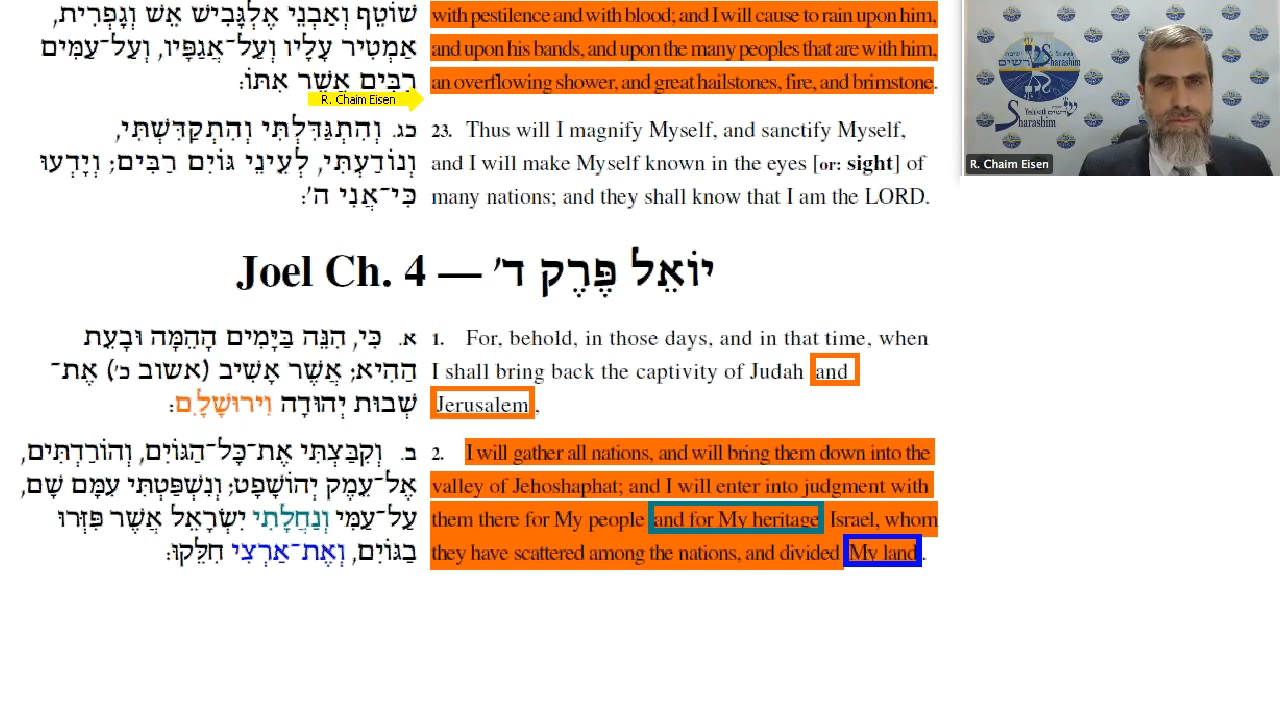 שׁוֹטֵף וְאַבְנֵי אֶלְגָּבִישׁ אֵשׁ וְגָפְרִית,
אַמְטִיר עָלָיו וְעַל־אֲגַפָּיו, וְעַל־עַמִּים
רַבִּים אֲשֶׁר אִתּוֹ:
with pestilence and with blood; and I will cause to rain upon him,
and upon his bands, and upon the many peoples that are with him,
an overflowing shower, and great hailstones, fire, and brimstone.
R. Chaim Eisen
כג. וְהִתְגַּדִּלְתִּי וְהִתְקַדִּשְׁתִּי,
וְנוֹדַעְתִּי, לְעֵינֵי גּוֹיִם רַבִּים; וְיָדְעוּ
כִּי־אֲנִי ה':
23. Thus will I magnify Myself, and sanctify Myself,
and I will make Myself known in the eyes [or: sight] of
many nations; and they shall know that I am the LORD.
Joel Ch. 4 — יוֹאֵל פֶּרֶק ד'
א. כִּי, הִנֵּה בַּיָּמִים הָהֵמָּה וּבָעֵת
הַהִיא; אֲשֶׁר אָשִׁיב (אשוב כ') אֶת־
שְׁבוּת יְהוּדָה וִירוּשָׁלִָם:
1. For, behold, in those days, and in that time, when
I shall bring back the captivity of Judah and
Jerusalem,
ב. וְקִבַּצְתִּי אֶת־כָּל־הַגּוֹיִם, וְהוֹרַדְתִּים,
אֶל־עֵמֶק יְהוֹשָׁפָט; וְנִשְׁפַּטְתִּי עִמָּם שָׁם,
עַל־עַמִּי וְנַחֲלָתִי יִשְׂרָאֵל אֲשֶׁר פִּזְּרוּ
בַגּוֹיִם, וְאֶת־אַרְצִי חִלֵּקוּ:
2. I will gather all nations, and will bring them down into the
valley of Jehoshaphat; and I will enter into judgment with
them there for My people and for My heritage Israel, whom
they have scattered among the nations, and divided My land.
Sharashim
Sharashim
R. Chaim Eisen